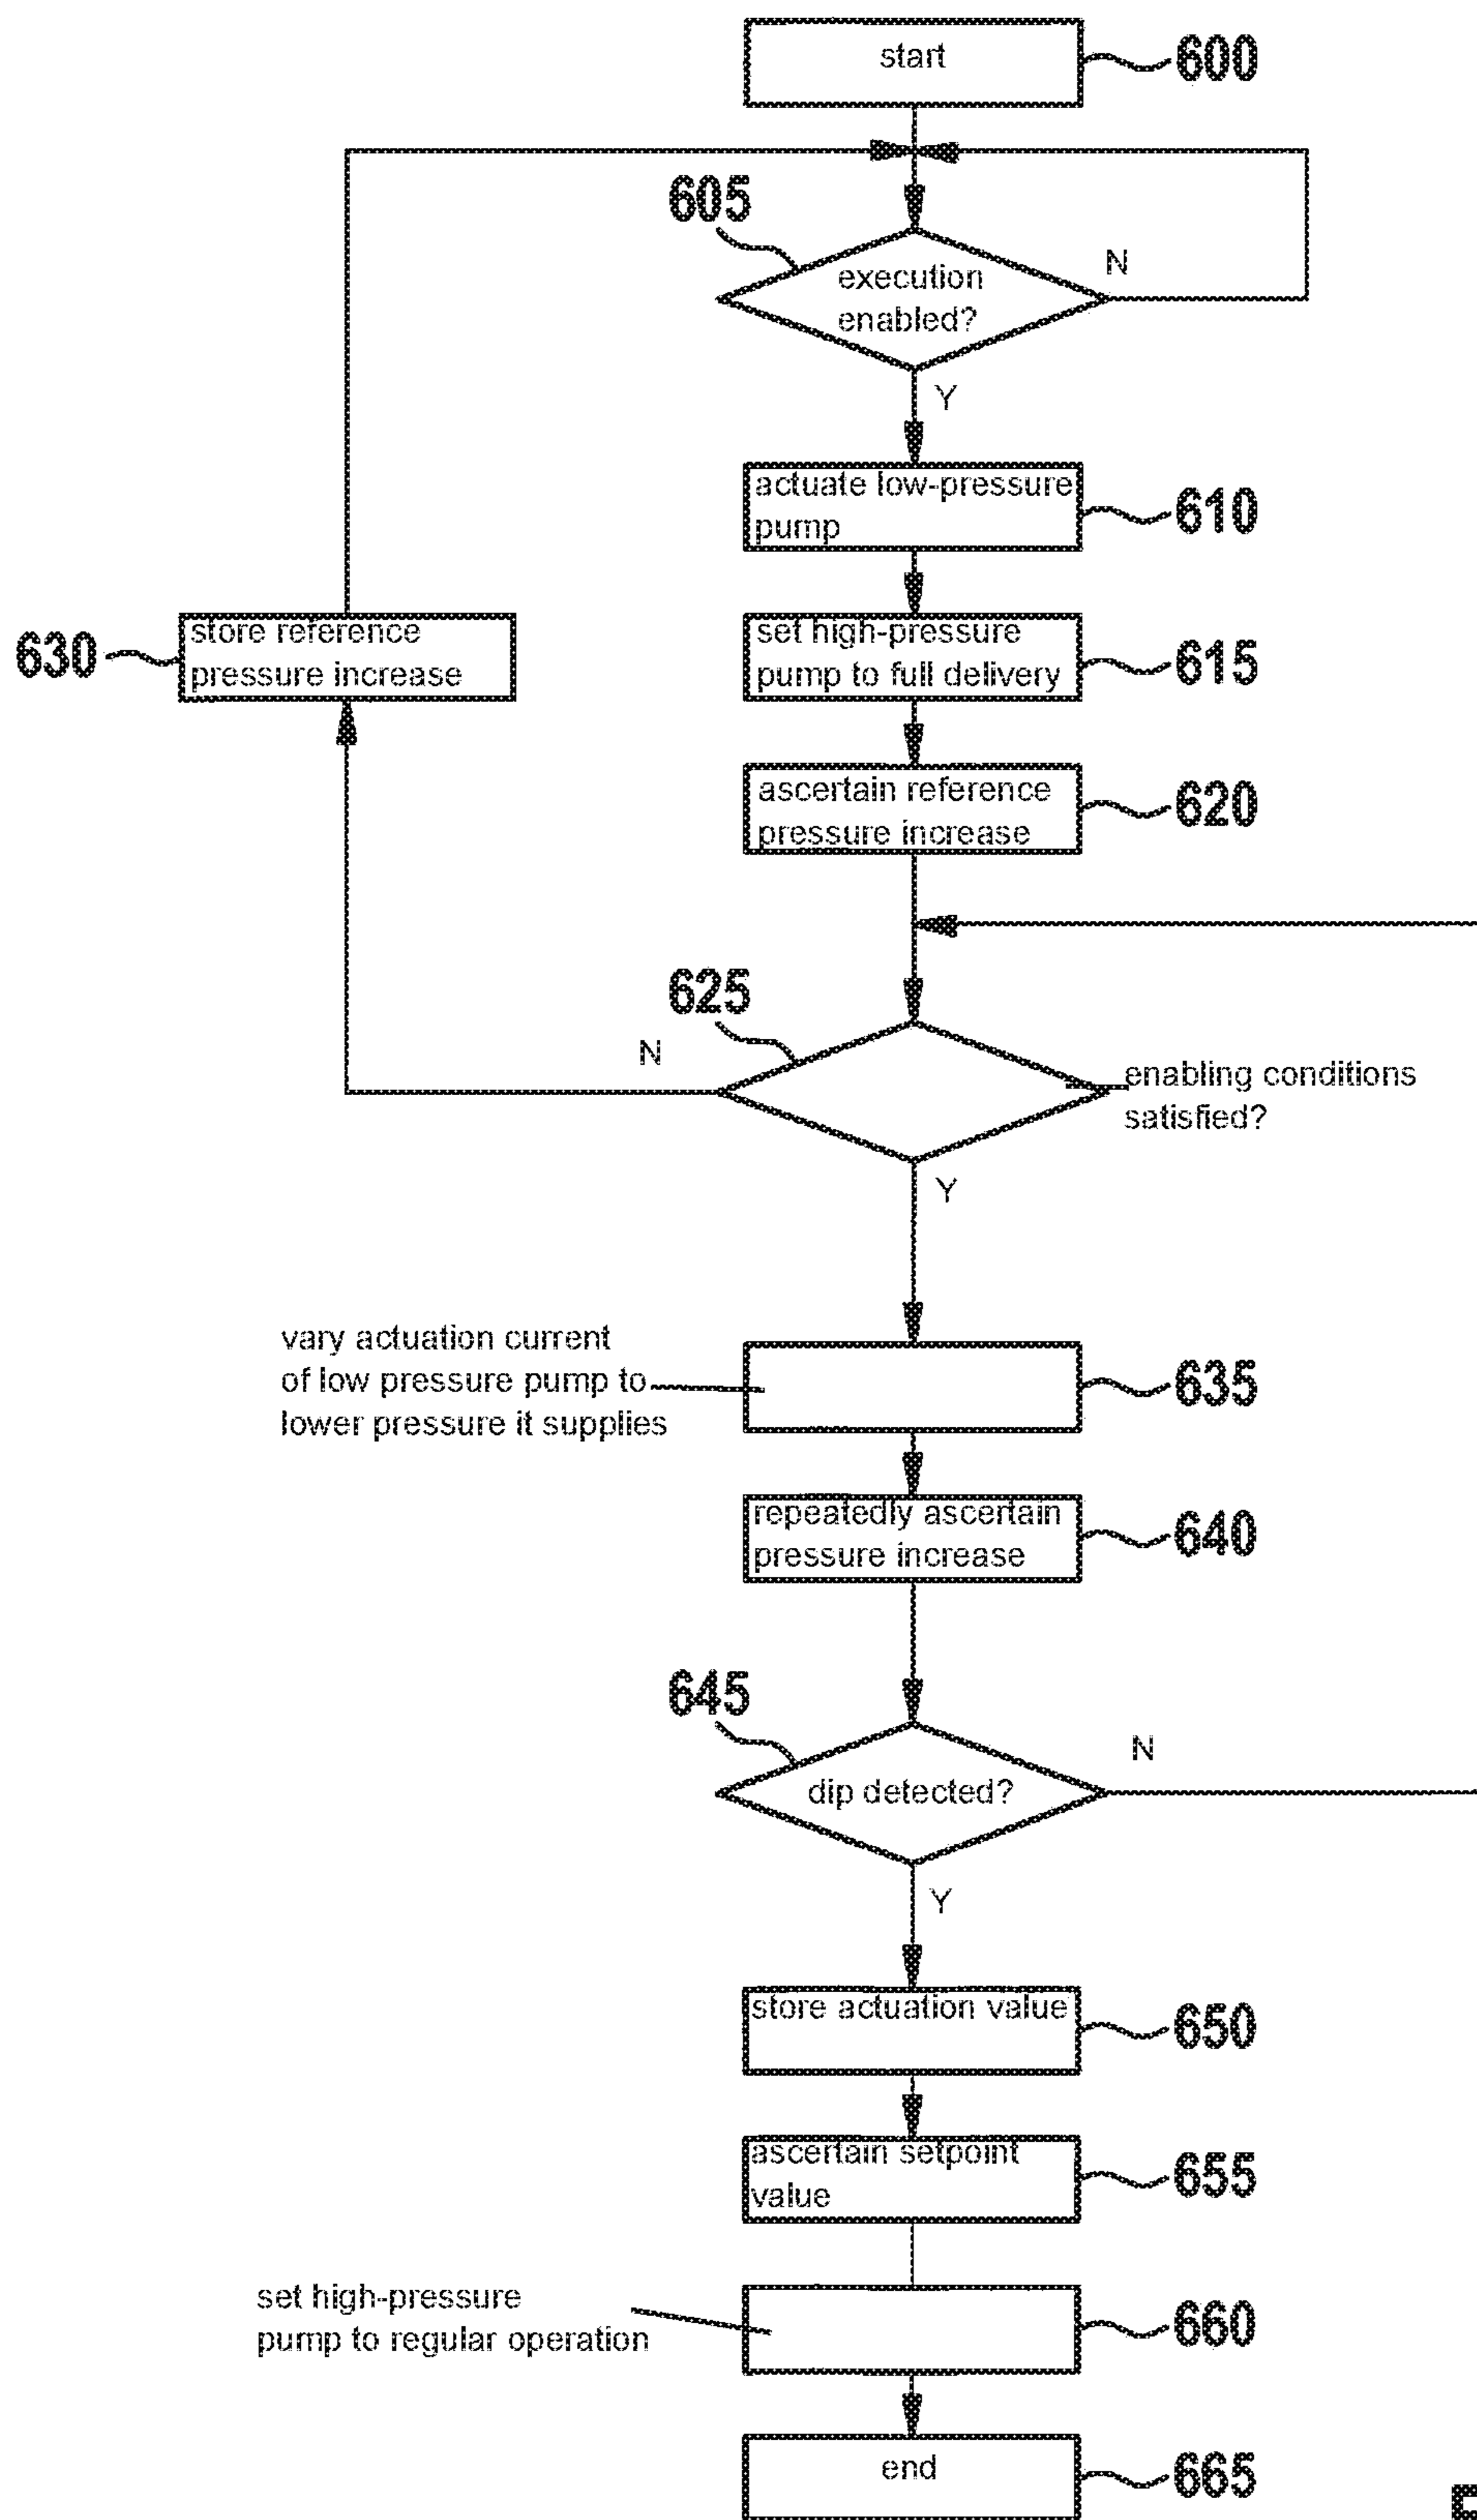 start
600
605
execution
enabled?
N
Y
actuate low-pressure
pump
610
630
store reference
pressure increase
set high-pressure
pump to full delivery
615
ascertain reference
pressure increase
620
625
N
enabling conditions
satisfied?
Y
vary actuation current
of low pressure pump to
lower pressure it supplies
635
repeatedly ascertain
pressure increase
640
645
N
dip detected?
Y
store actuation value
650
ascertain setpoint
value
655
set high-pressure
pump to regular operation
660
end
665